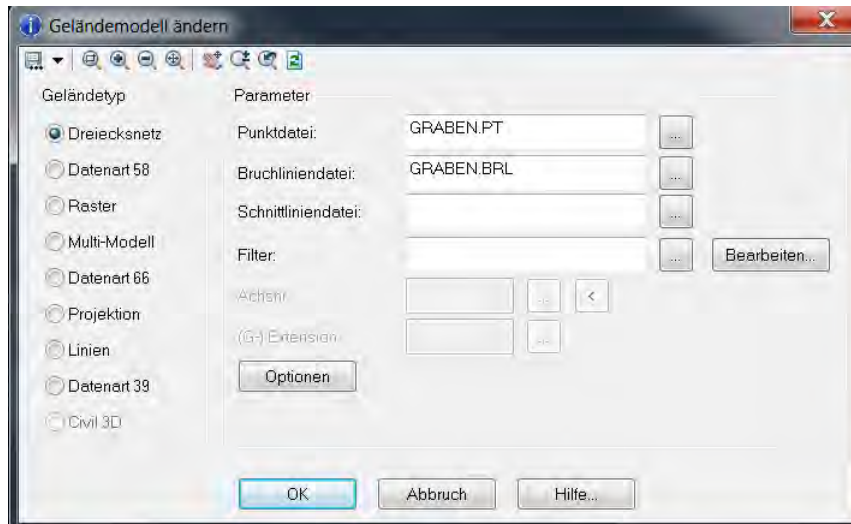 Geländemodell ändern
Geländetyp
Dreiecksnetz
Datenart 58
Raster
Multi-Modell
Datenart 66
Projektion
Linien
Datenart 39
Civil 3D
Parameter
Punktdatei: GRABEN.PT ...
Bruchliniendatei: GRABEN.BRL ...
Schnittliniendatei: ...
Filter: ... Bearbeiten...
Achsnr. ... <
(G-) Extension ...
Optionen
OK Abbruch Hilfe...